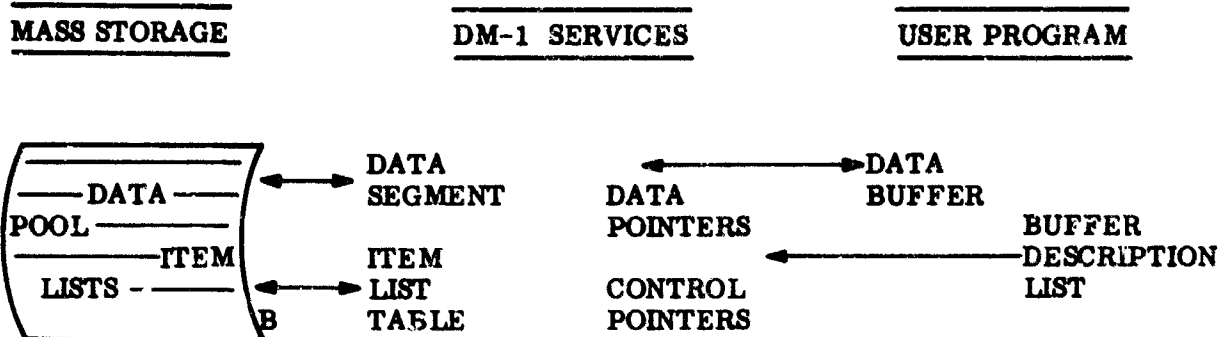 MASS STORAGE DM-1 SERVICES USER PROGRAM
DATA DATA
DATA SEGMENT DATA BUFFER
POOL POINTERS BUFFER
ITEM ITEM DESCRIPTION
LISTS LIST CONTROL LIST
B TABLE POINTERS